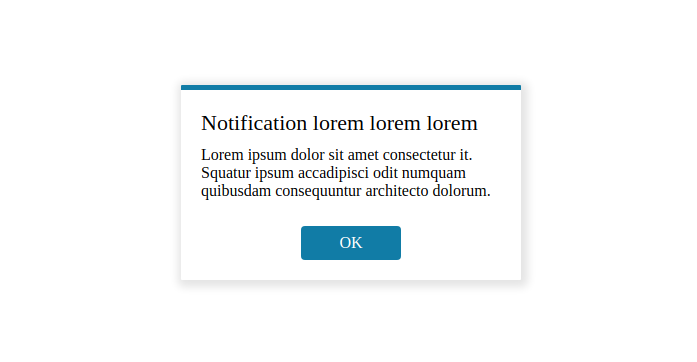 Notification lorem lorem lorem
Lorem ipsum dolor sit amet consectetur it.
Squatur ipsum accadipisci odit numquam
quibusdam consequuntur architecto dolorum.
OK